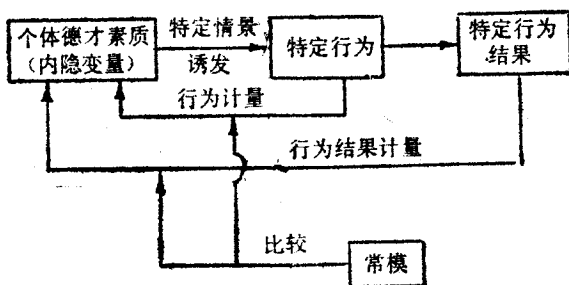 个体德才素质
（内隐变量）
特定情景
诱发
特定行为
特定行为
结果
行为计量
行为结果计量
比较
常模